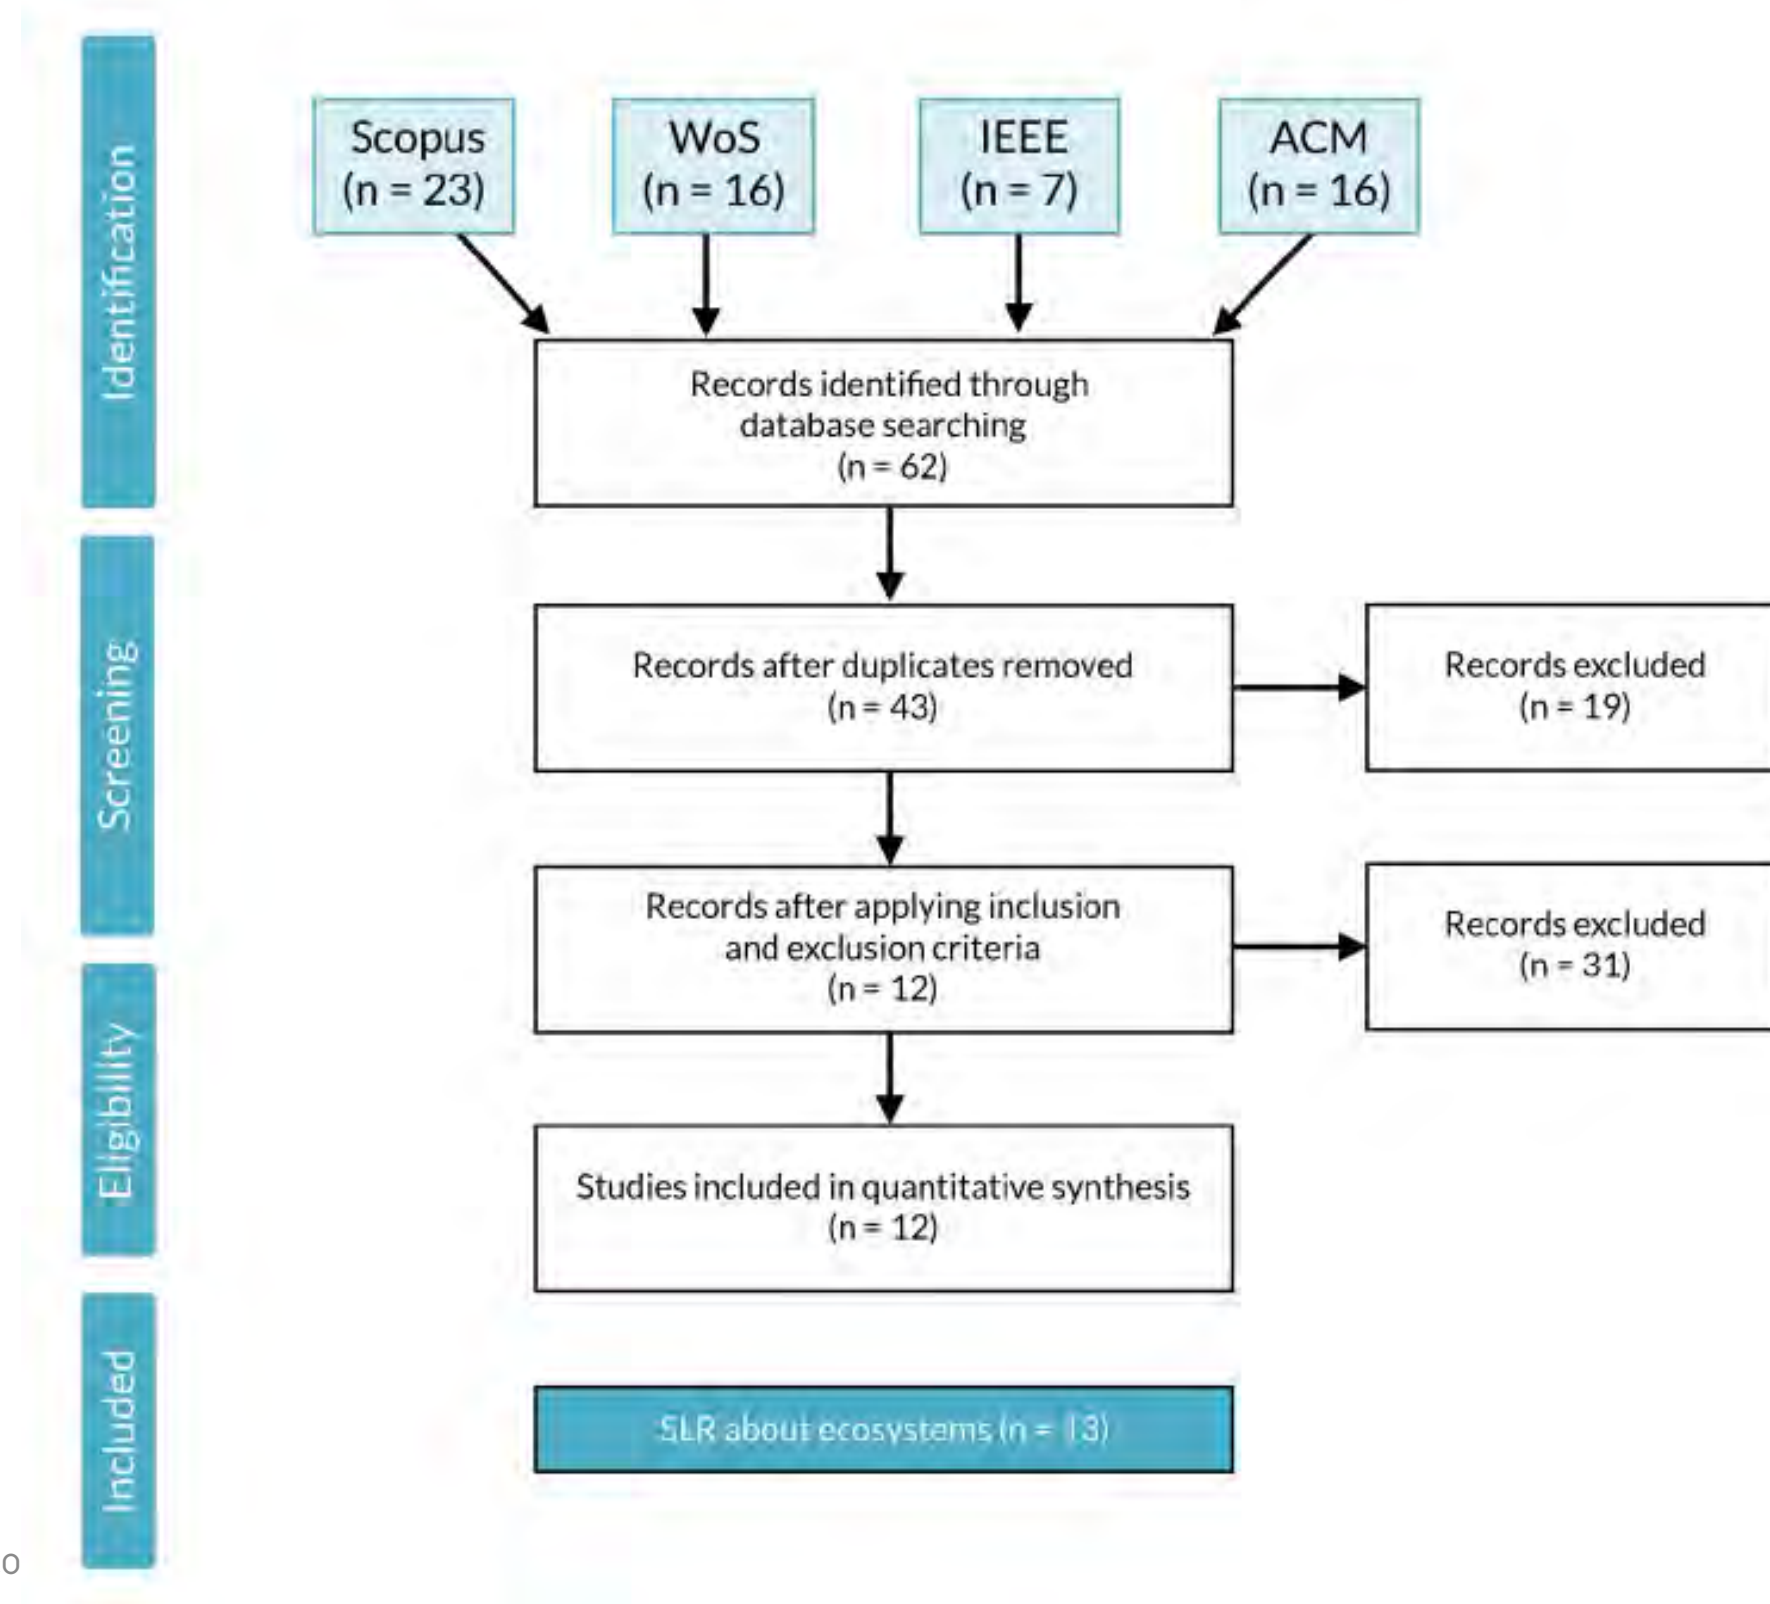 Identification
Scopus
(n = 23)
WoS
(n = 16)
IEEE
(n = 7)
ACM
(n = 16)
Records identified through
database searching
(n = 62)
Screening
Records after duplicates removed
(n = 43)
Records excluded
(n = 19)
Records after applying inclusion
and exclusion criteria
(n = 12)
Records excluded
(n = 31)
Eligibility
Studies included in quantitative synthesis
(n = 12)
Included
SLR about ecosystems (n = 13)
o